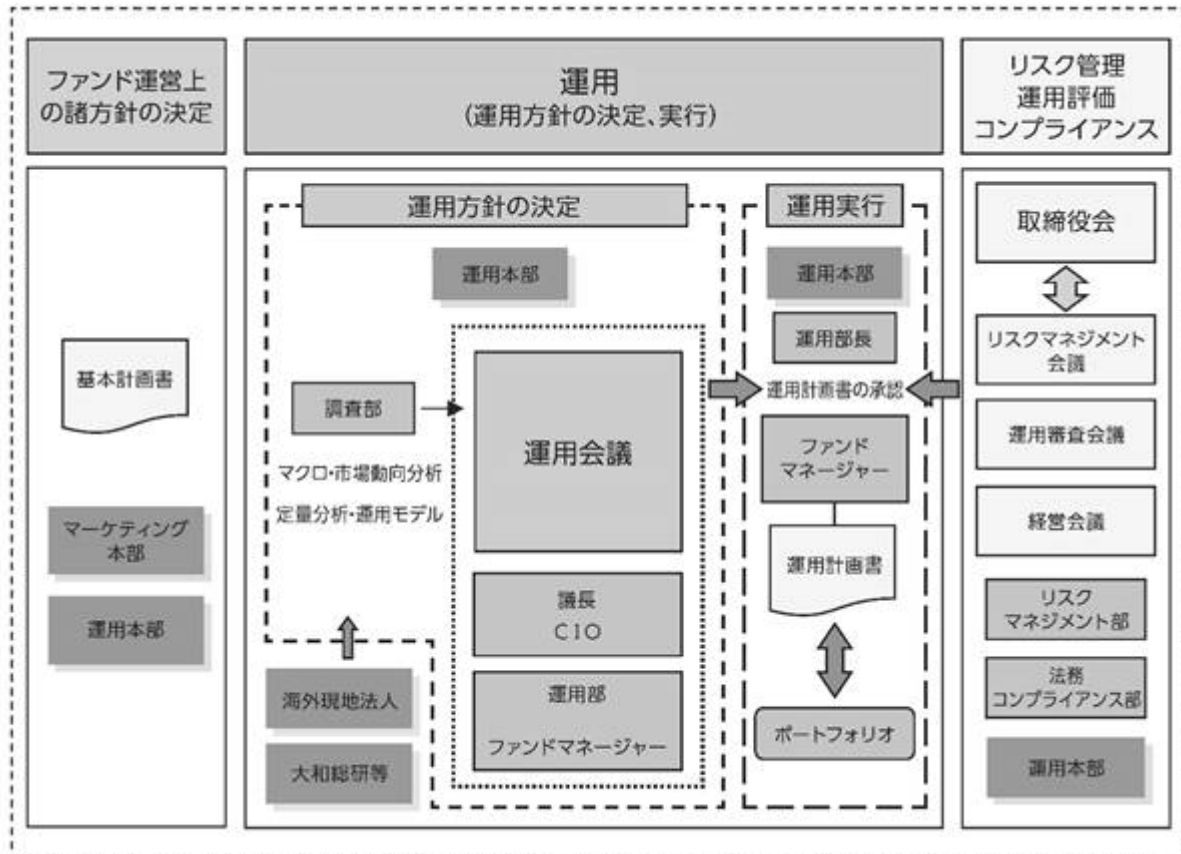 ファンド運営上
の諸方針の決定
運用
(運用方針の決定、実行)
リスク管理
運用評価
コンプライアンス
基本計画書
マーケティング
本部
運用本部
運用方針の決定
運用本部
調査部
マクロ・市場動向分析
定量分析・運用モデル
海外現地法人
大和総研等
運用会議
議長
CIO
運用部
ファンドマネージャー
運用実行
運用本部
運用部長
運用計画書の承認
ファンド
マネージャー
運用計画書
ポートフォリオ
取締役会
リスクマネジメント
会議
運用審査会議
経営会議
リスク
マネジメント部
法務
コンプライアンス部
運用本部